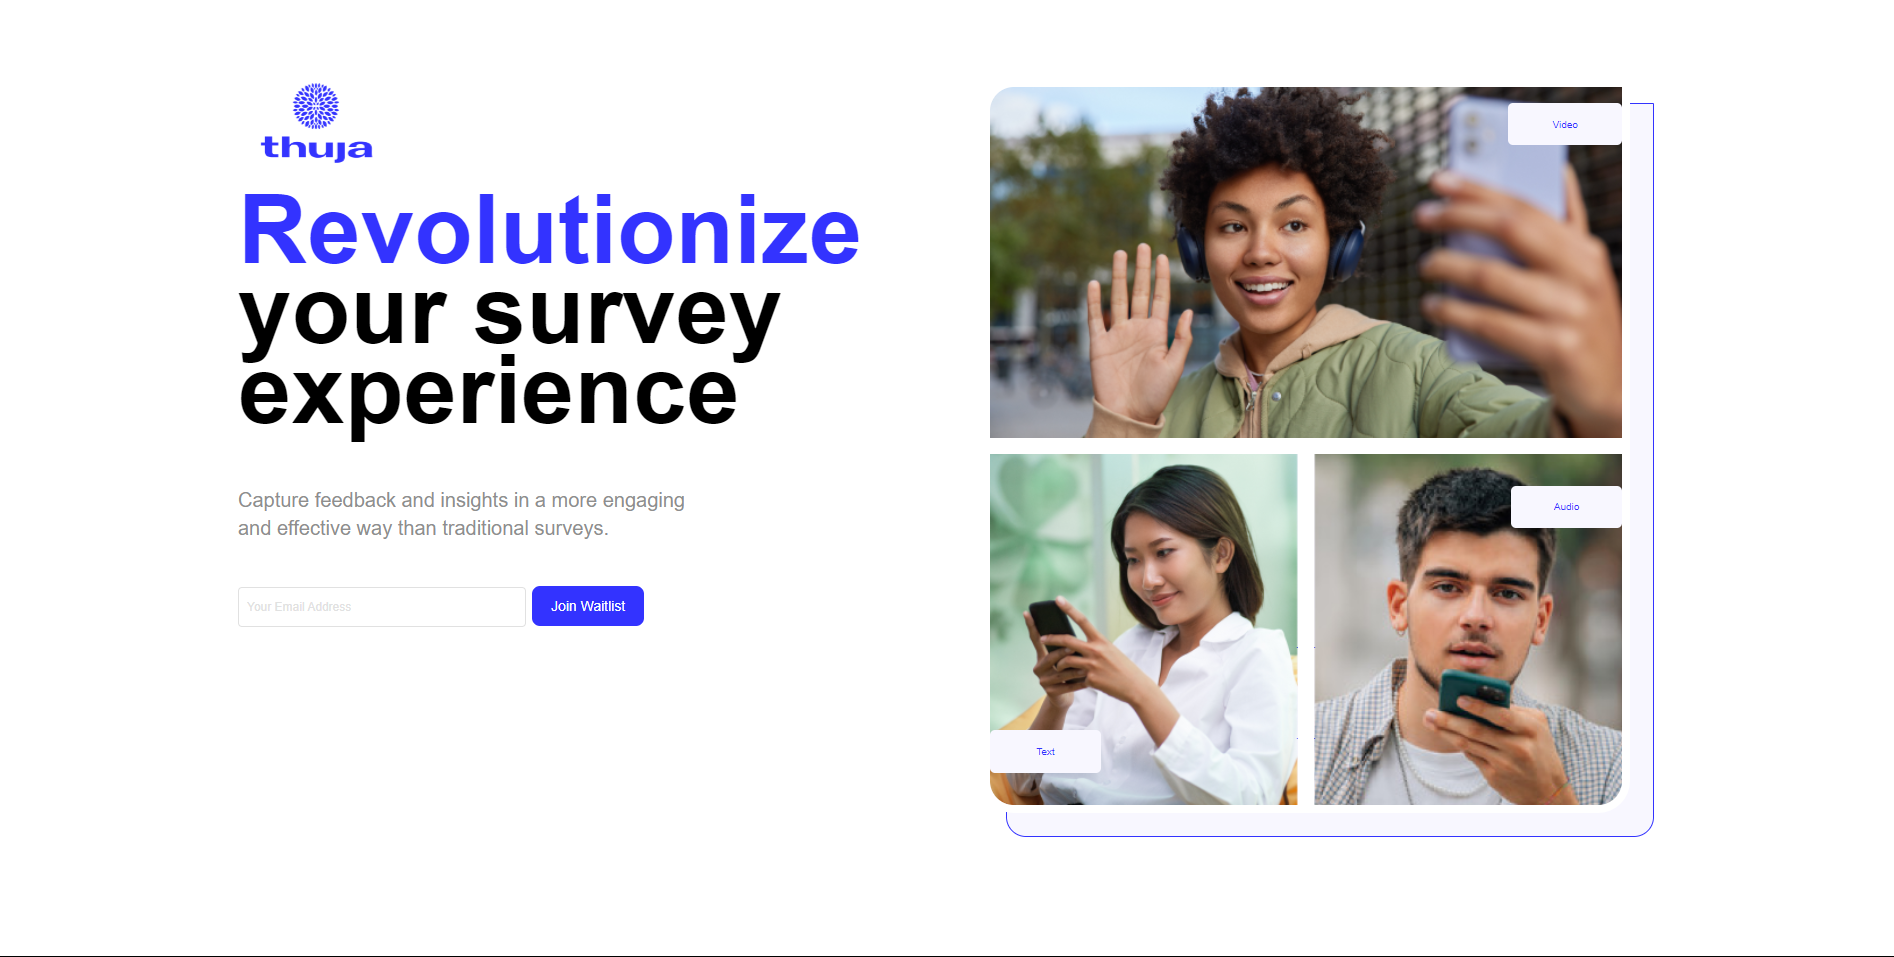 thuja
Revolutionize
your survey
experience
Capture feedback and insights in a more engaging
and effective way than traditional surveys.
Your Email Address
Join Waitlist
Video
Text
Audio